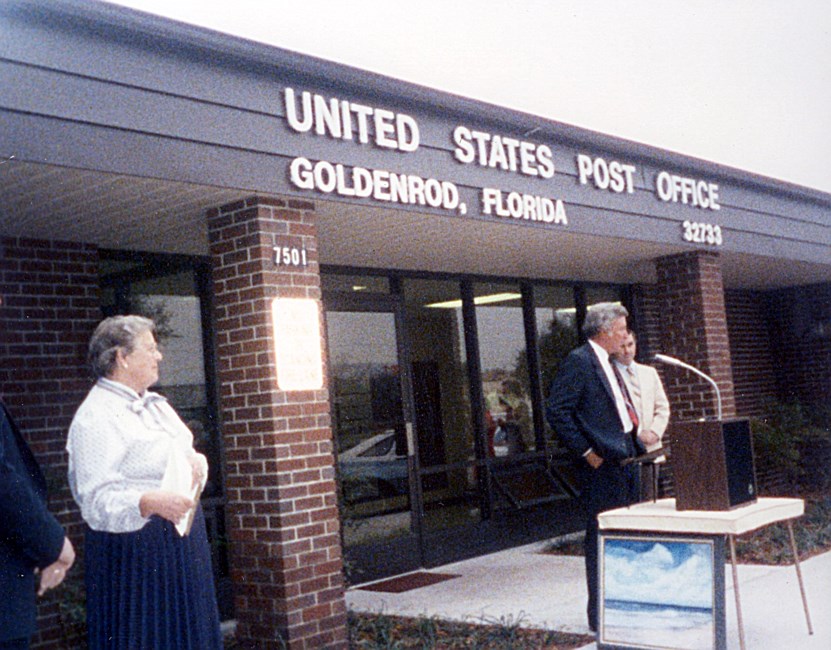 UNITED STATES POST OFFICE
GOLDENROD, FLORIDA
32733
7501